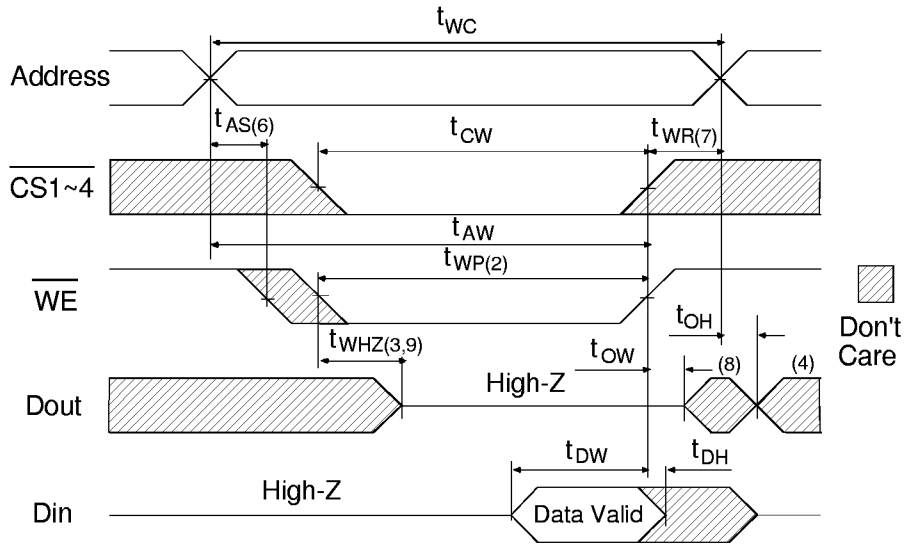 tWC
Address
tAS(6)
tCW
tWR(7)
CS1~4
tAW
tWP(2)
WE
tOH
Don't
Care
tWHZ(3,9)
tOW
High-Z
(8)
(4)
Dout
tDW
tDH
High-Z
Din
Data Valid